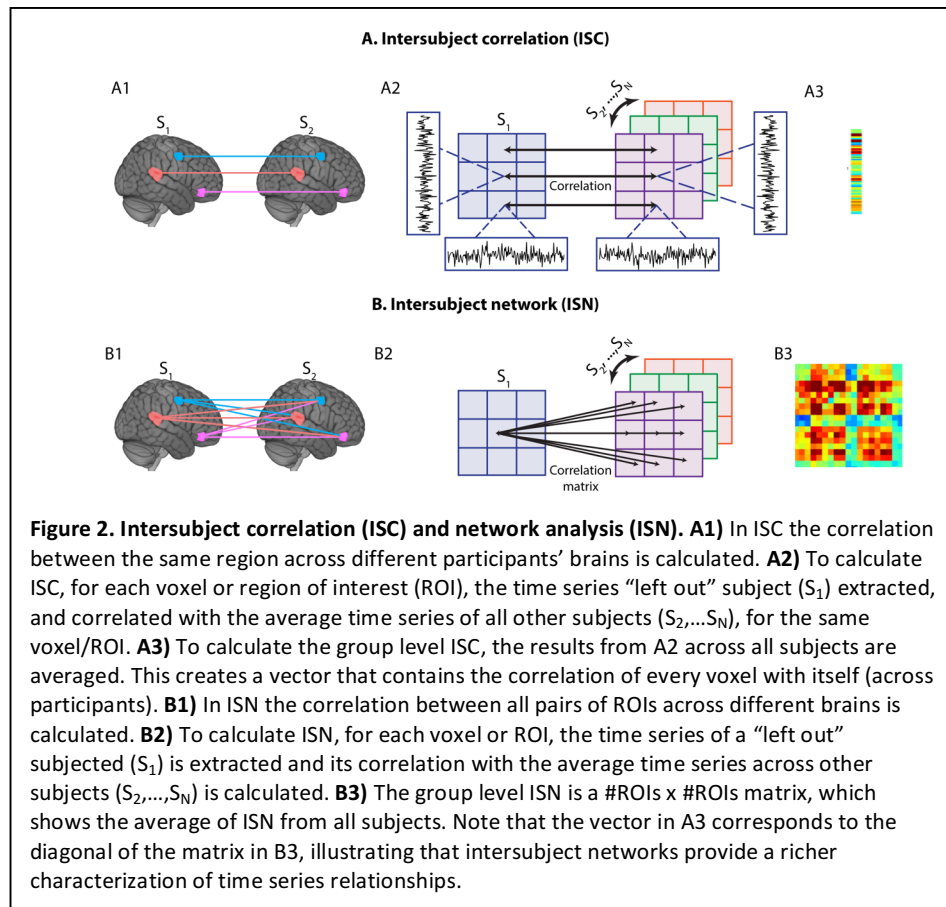 A. Intersubject correlation (ISC)
A1
A2
A3
S₁
S₂
S₁
S₂,...,S_N
Correlation
B. Intersubject network (ISN)
B1
B2
B3
S₁
S₂
S₁
S₂,...,S_N
Correlation
matrix
Figure 2. Intersubject correlation (ISC) and network analysis (ISN). A1) In ISC the correlation
between the same region across different participants’ brains is calculated. A2) To calculate
ISC, for each voxel or region of interest (ROI), the time series “left out” subject (S₁) extracted,
and correlated with the average time series of all other subjects (S₂,...S_N), for the same
voxel/ROI. A3) To calculate the group level ISC, the results from A2 across all subjects are
averaged. This creates a vector that contains the correlation of every voxel with itself (across
participants). B1) In ISN the correlation between all pairs of ROIs across different brains is
calculated. B2) To calculate ISN, for each voxel or ROI, the time series of a “left out”
subjected (S₁) is extracted and its correlation with the average time series across other
subjects (S₂,...,S_N) is calculated. B3) The group level ISN is a #ROIs x #ROIs matrix, which
shows the average of ISN from all subjects. Note that the vector in A3 corresponds to the
diagonal of the matrix in B3, illustrating that intersubject networks provide a richer
characterization of time series relationships.